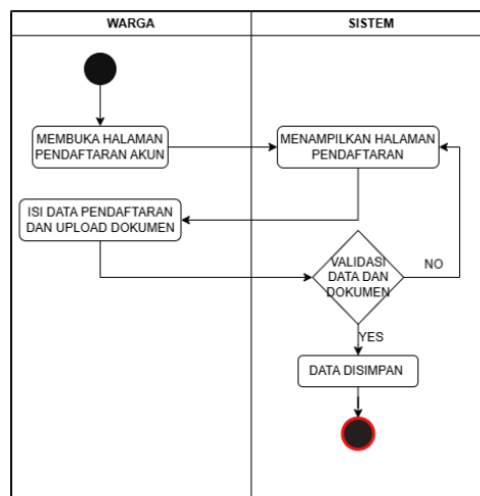 WARGA
SISTEM
MEMBUKA HALAMAN
PENDAFTARAN AKUN
MENAMPILKAN HALAMAN
PENDAFTARAN
ISI DATA PENDAFTARAN
DAN UPLOAD DOKUMEN
VALIDASI
DATA DAN
DOKUMEN
NO
YES
DATA DISIMPAN